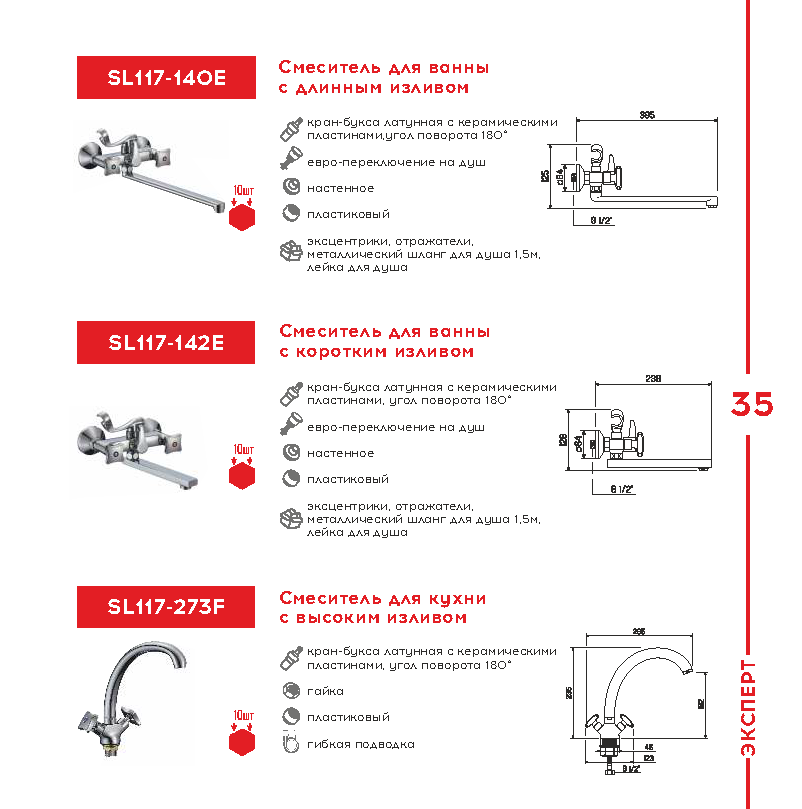 SL117-140E
Смеситель для ванны
с длинным изливом
кран-букса латунная с керамическими
пластинами,угол поворота 180°
евро-переключение на душ
настенное
пластиковый
эксцентрики, отражатели,
металлический шланг для душа 1,5м,
лейка для душа
10шт
395
125
d64
G 1/2"
SL117-142E
Смеситель для ванны
с коротким изливом
кран-букса латунная с керамическими
пластинами, угол поворота 180°
евро-переключение на душ
настенное
пластиковый
эксцентрики, отражатели,
металлический шланг для душа 1,5м,
лейка для душа
10шт
238
d64
G 1/2"
35
SL117-273F
Смеситель для кухни
с высоким изливом
кран-букса латунная с керамическими
пластинами, угол поворота 180°
гайка
пластиковый
гибкая подводка
10шт
235
123
G 1/2"
ЭКСПЕРТ